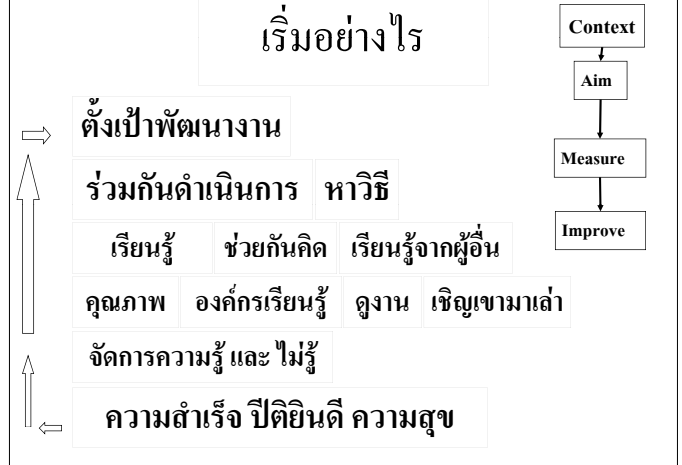 เริ่มอย่างไร
ตั้งเป้าพัฒนางาน
ร่วมกันดำเนินการ หาวิธี
เรียนรู้ ช่วยกันคิด เรียนรู้จากผู้อื่น
คุณภาพ องค์กรเรียนรู้ ดูงาน เชิญเขามาเล่า
จัดการความรู้ และ ไม่รู้
ความสำเร็จ ปีติยินดี ความสุข
Context
Aim
Measure
Improve